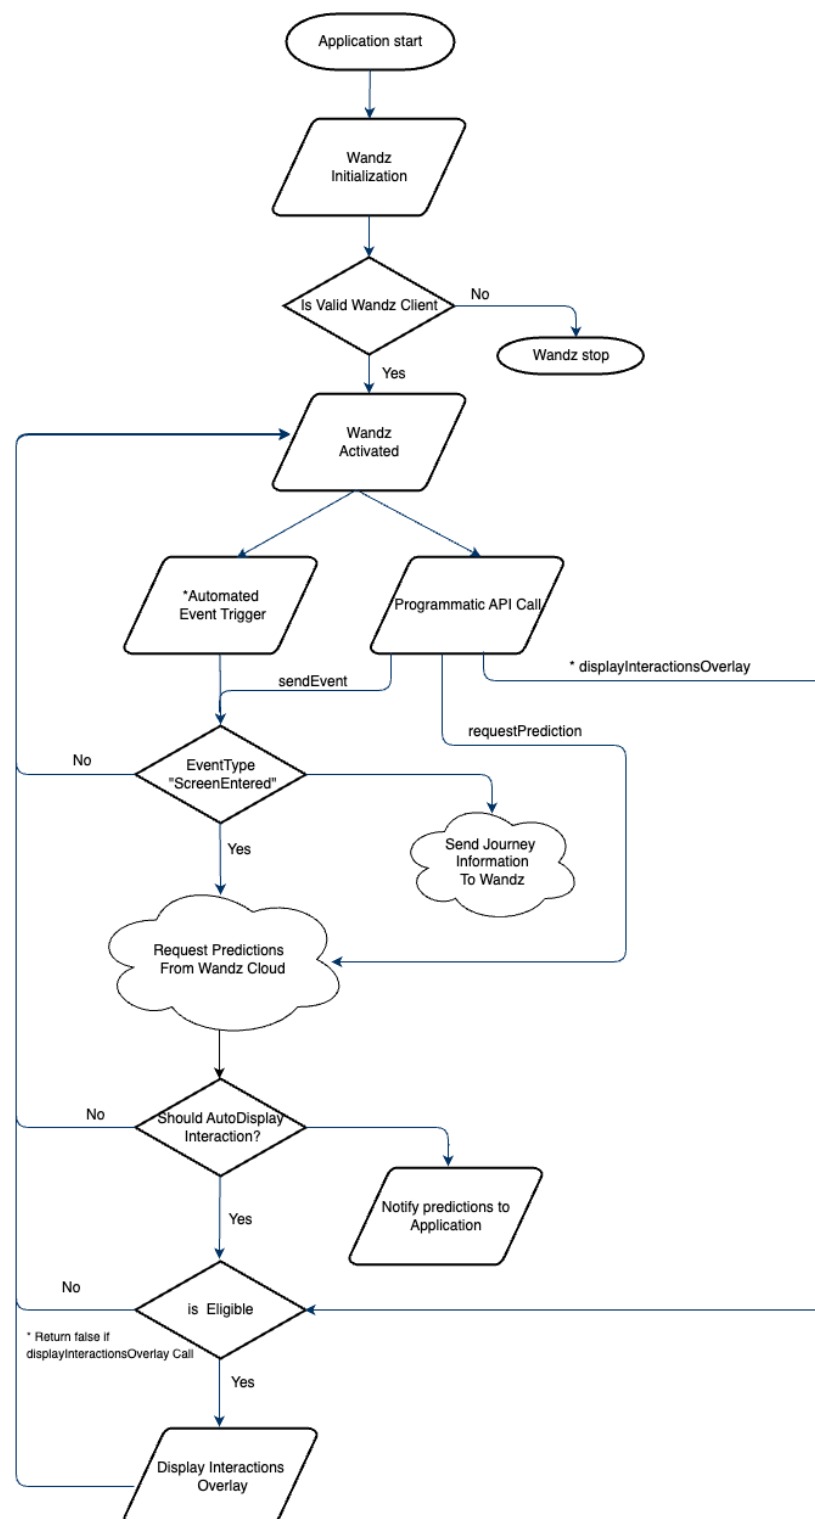 Application start
Wandz
Initialization
Is Valid Wandz Client
No
Wandz stop
Yes
Wandz
Activated
*Automated
Event Trigger
Programmatic API Call
* displayInteractionsOverlay
sendEvent
requestPrediction
No
EventType
"ScreenEntered"
Yes
Send Journey
Information
To Wandz
Request Predictions
From Wandz Cloud
No
Should AutoDisplay
Interaction?
Yes
Notify predictions to
Application
No
is Eligible
* Return false if
displayInteractionsOverlay Call
Yes
Display Interactions
Overlay